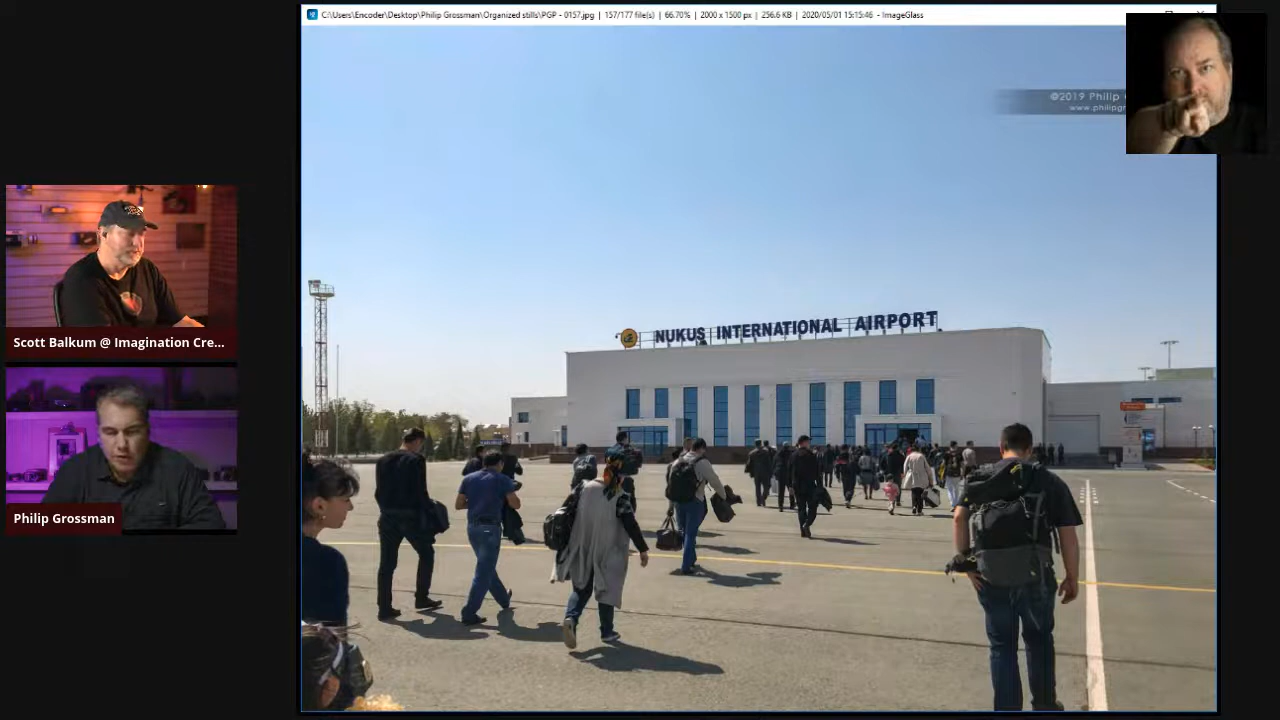 C:\Users\Encoder\Desktop\Philip Grossman\Organized stills\PGP - 0157.jpg | 157/177 file(s) | 66.70% | 2000 x 1500 px | 256.6 KB | 2020/05/01 15:15:46 - ImageGlass
©2019 Philip
www.philipgr
NUKUS INTERNATIONAL AIRPORT
Scott Balkum @ Imagination Cre...
Philip Grossman